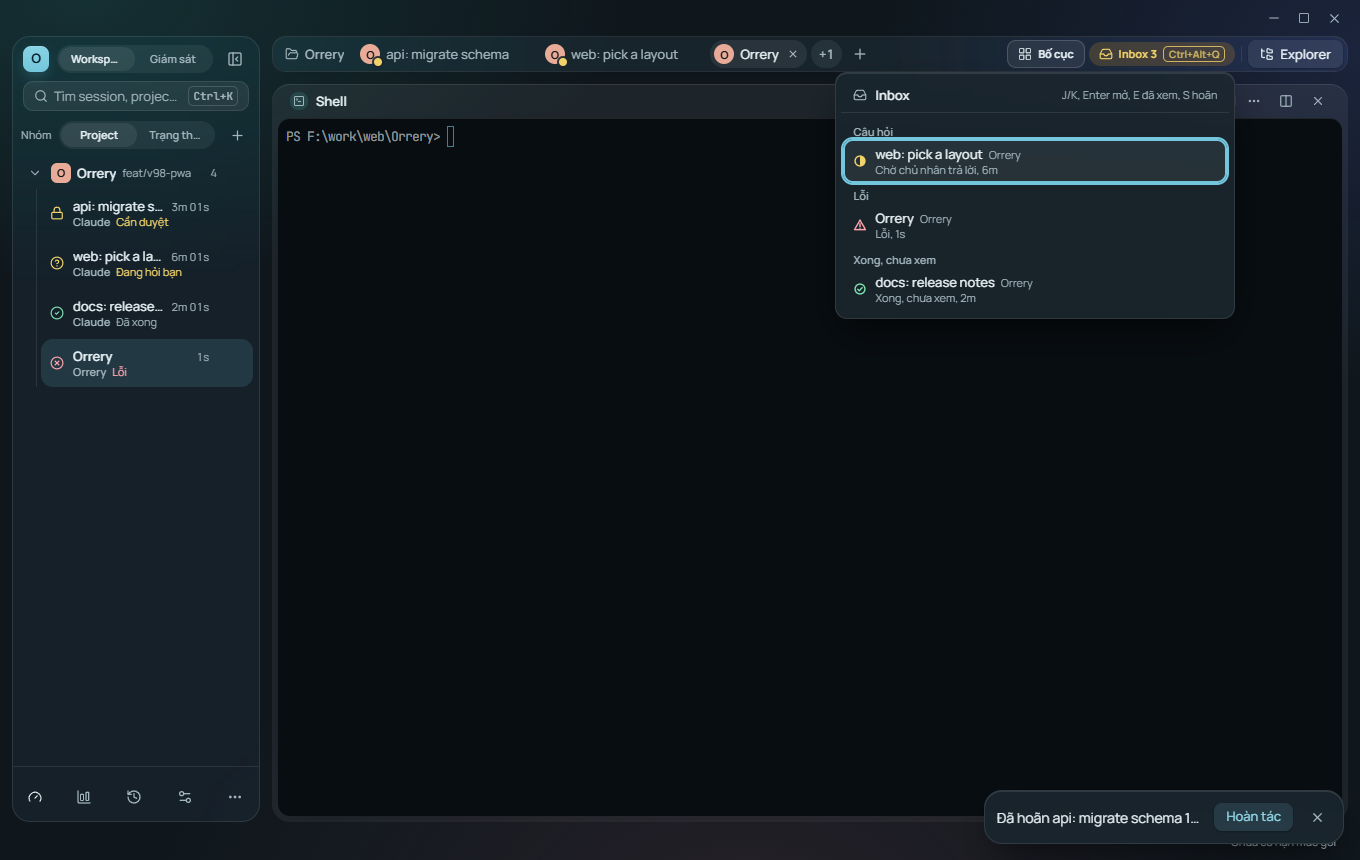 O Worksp... Giám sát
Tìm session, projec... Ctrl+K
Nhóm Project Trạng th...
O Orrery feat/v98-pwa 4
api: migrate s... 3m 01s
Claude Cần duyệt
web: pick a la... 6m 01s
Claude Đang hỏi bạn
docs: release... 2m 01s
Claude Đã xong
Orrery 1s
Orrery Lỗi
Orrery O api: migrate schema O web: pick a layout O Orrery +1 Bố cục Inbox 3 Ctrl+Alt+Q Explorer
Shell
PS F:\work\web\Orrery>
Inbox J/K, Enter mở, E đã xem, S hoãn
Câu hỏi
web: pick a layout Orrery
Chờ chủ nhân trả lời, 6m
Lỗi
Orrery Orrery
Lỗi, 1s
Xong, chưa xem
docs: release notes Orrery
Xong, chưa xem, 2m
Đã hoãn api: migrate schema 1... Hoàn tác